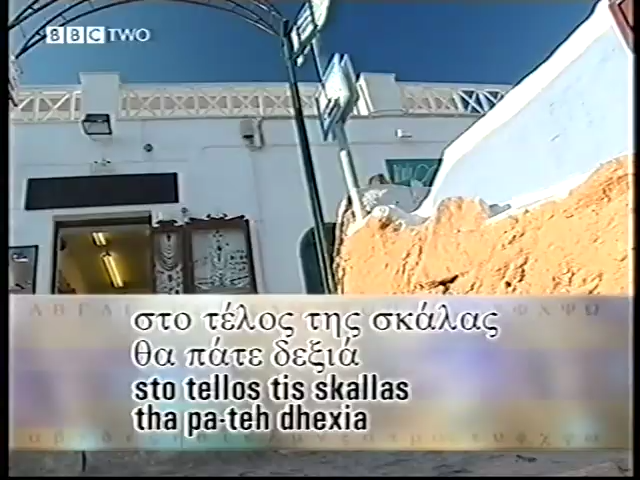 BBC TWO
στο τέλος της σκάλας
θα πάτε δεξιά
sto tellos tis skallas
tha pa-teh dhexia